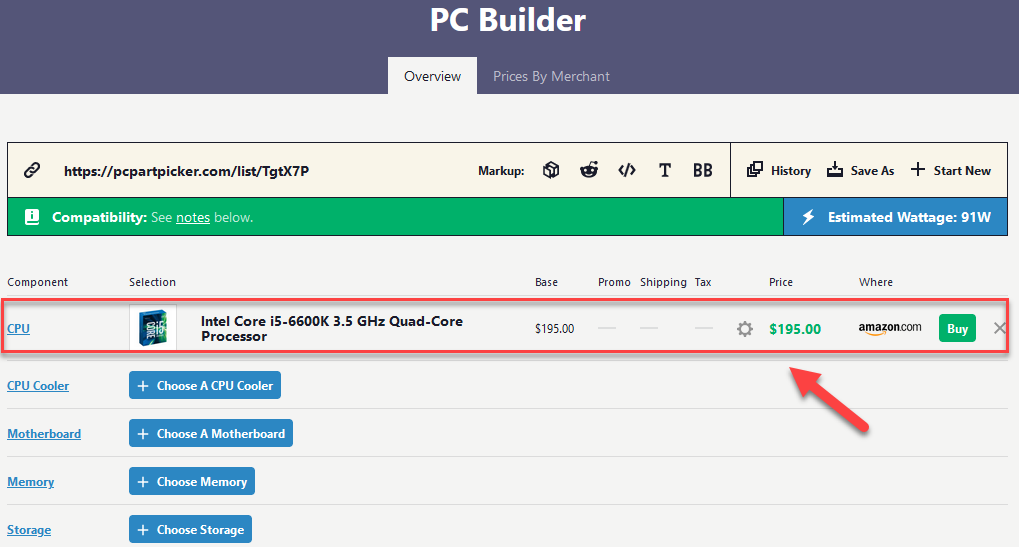 PC Builder
Overview Prices By Merchant
https://pcpartpicker.com/list/TgtX7P Markup: T BB History Save As Start New
Compatibility: See notes below. Estimated Wattage: 91W
Component Selection Base Promo Shipping Tax Price Where
CPU Intel Core i5-6600K 3.5 GHz Quad-Core $195.00 — — — $195.00 amazon.com Buy
Processor
CPU Cooler + Choose A CPU Cooler
Motherboard + Choose A Motherboard
Memory + Choose Memory
Storage + Choose Storage